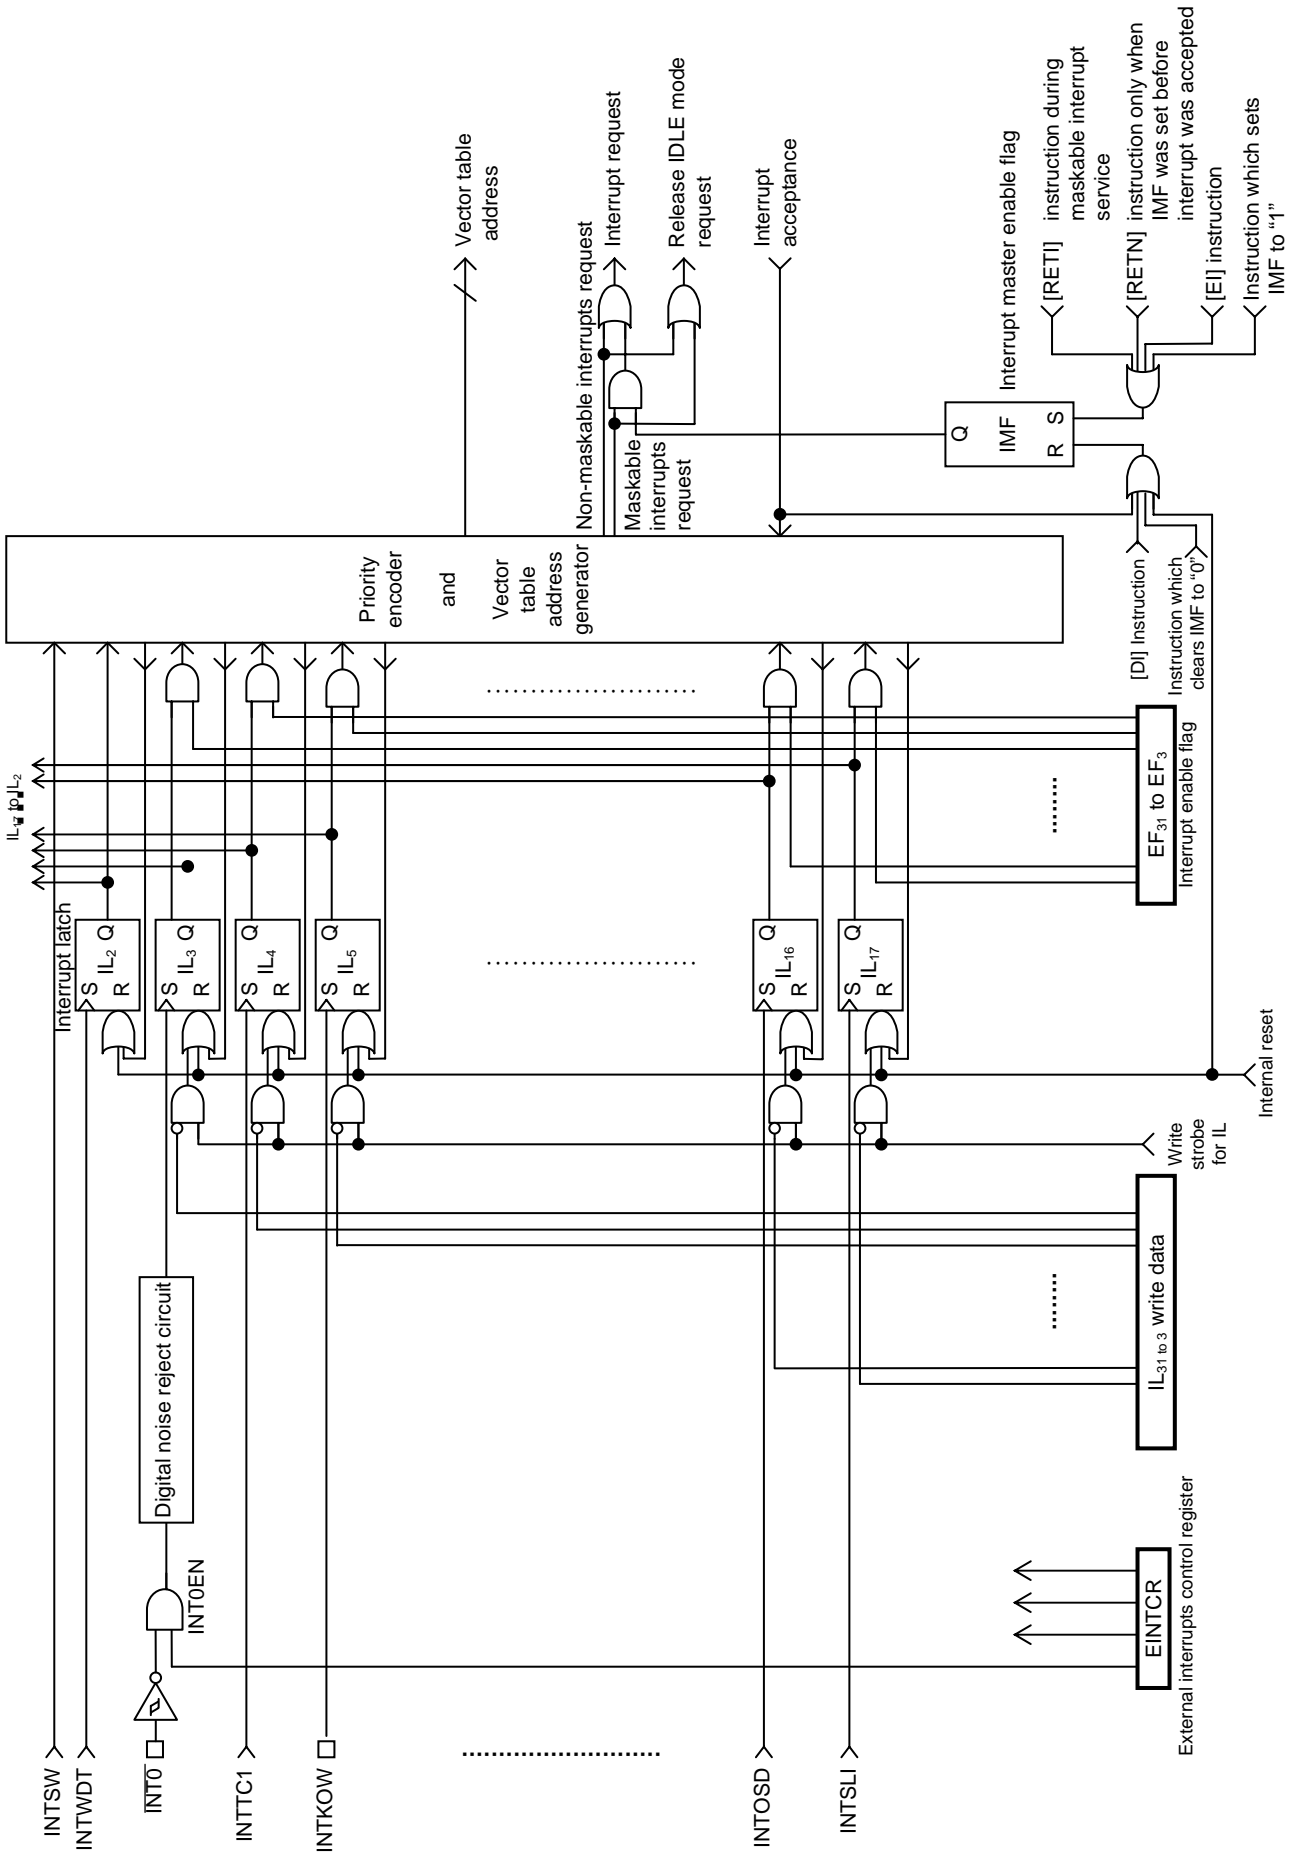 INTSW
INTWDT
INT0
INTTC1
INTKOW
INTOSD
INTSLI
INT0EN
Digital noise reject circuit
EINTCR
External interrupts control register
IL31 to 3 write data
Write
strobe
for IL
Internal reset
Interrupt latch
S
R
IL2
Q
S
R
IL3
Q
S
R
IL4
Q
S
R
IL5
Q
S
R
IL16
Q
S
R
IL17
Q
IL17 to IL2
EF31 to EF3
Interrupt enable flag
Priority
encoder
and
Vector
table
address
generator
Vector table
address
Non-maskable interrupts request
Maskable
interrupts
request
Interrupt request
Release IDLE mode
request
Interrupt
acceptance
Interrupt master enable flag
Q
IMF
R
S
[DI] Instruction
Instruction which
clears IMF to “0”
[RETI] instruction during
maskable interrupt
service
[RETN] instruction only when
IMF was set before
interrupt was accepted
[EI] instruction
Instruction which sets
IMF to “1”